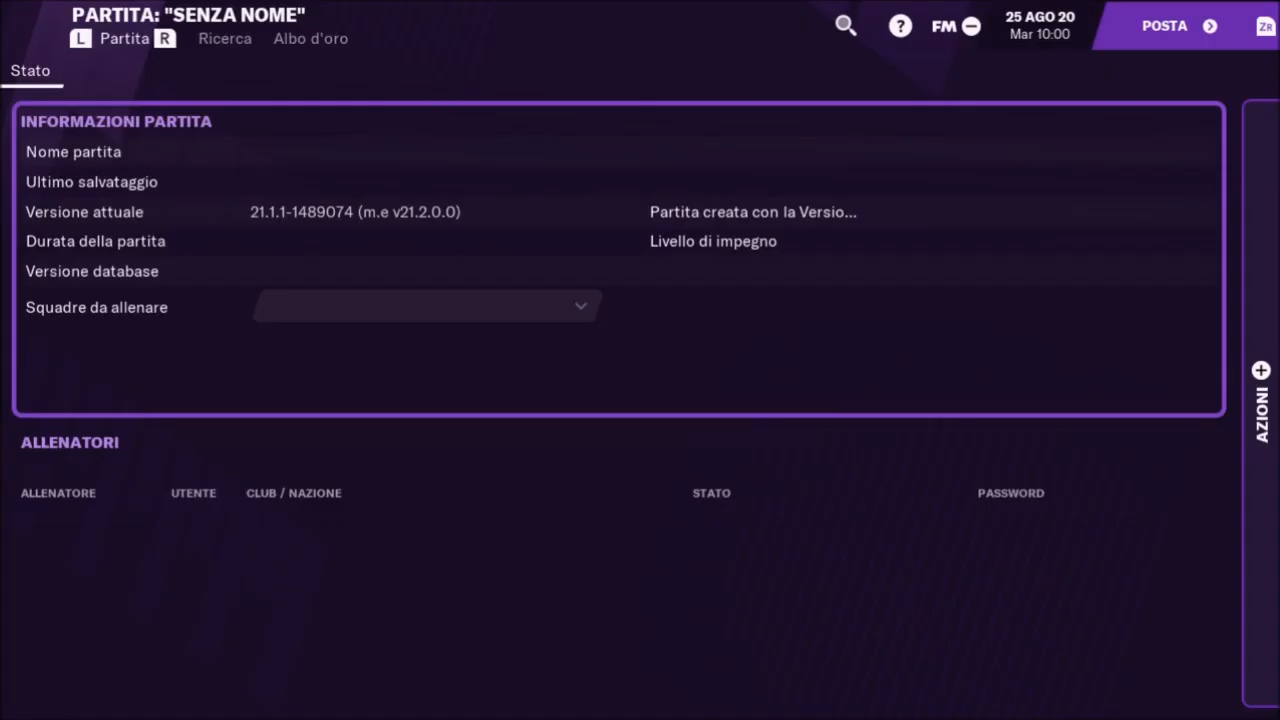 PARTITA: "SENZA NOME"
L Partita R Ricerca Albo d'oro
? FM 25 AGO 20
Mar 10:00
POSTA
ZR
Stato
INFORMAZIONI PARTITA
Nome partita
Ultimo salvataggio
Versione attuale 21.1.1-1489074 (m.e v21.2.0.0) Partita creata con la Versio...
Durata della partita Livello di impegno
Versione database
Squadre da allenare
AZIONI
ALLENATORI
ALLENATORE UTENTE CLUB / NAZIONE STATO PASSWORD